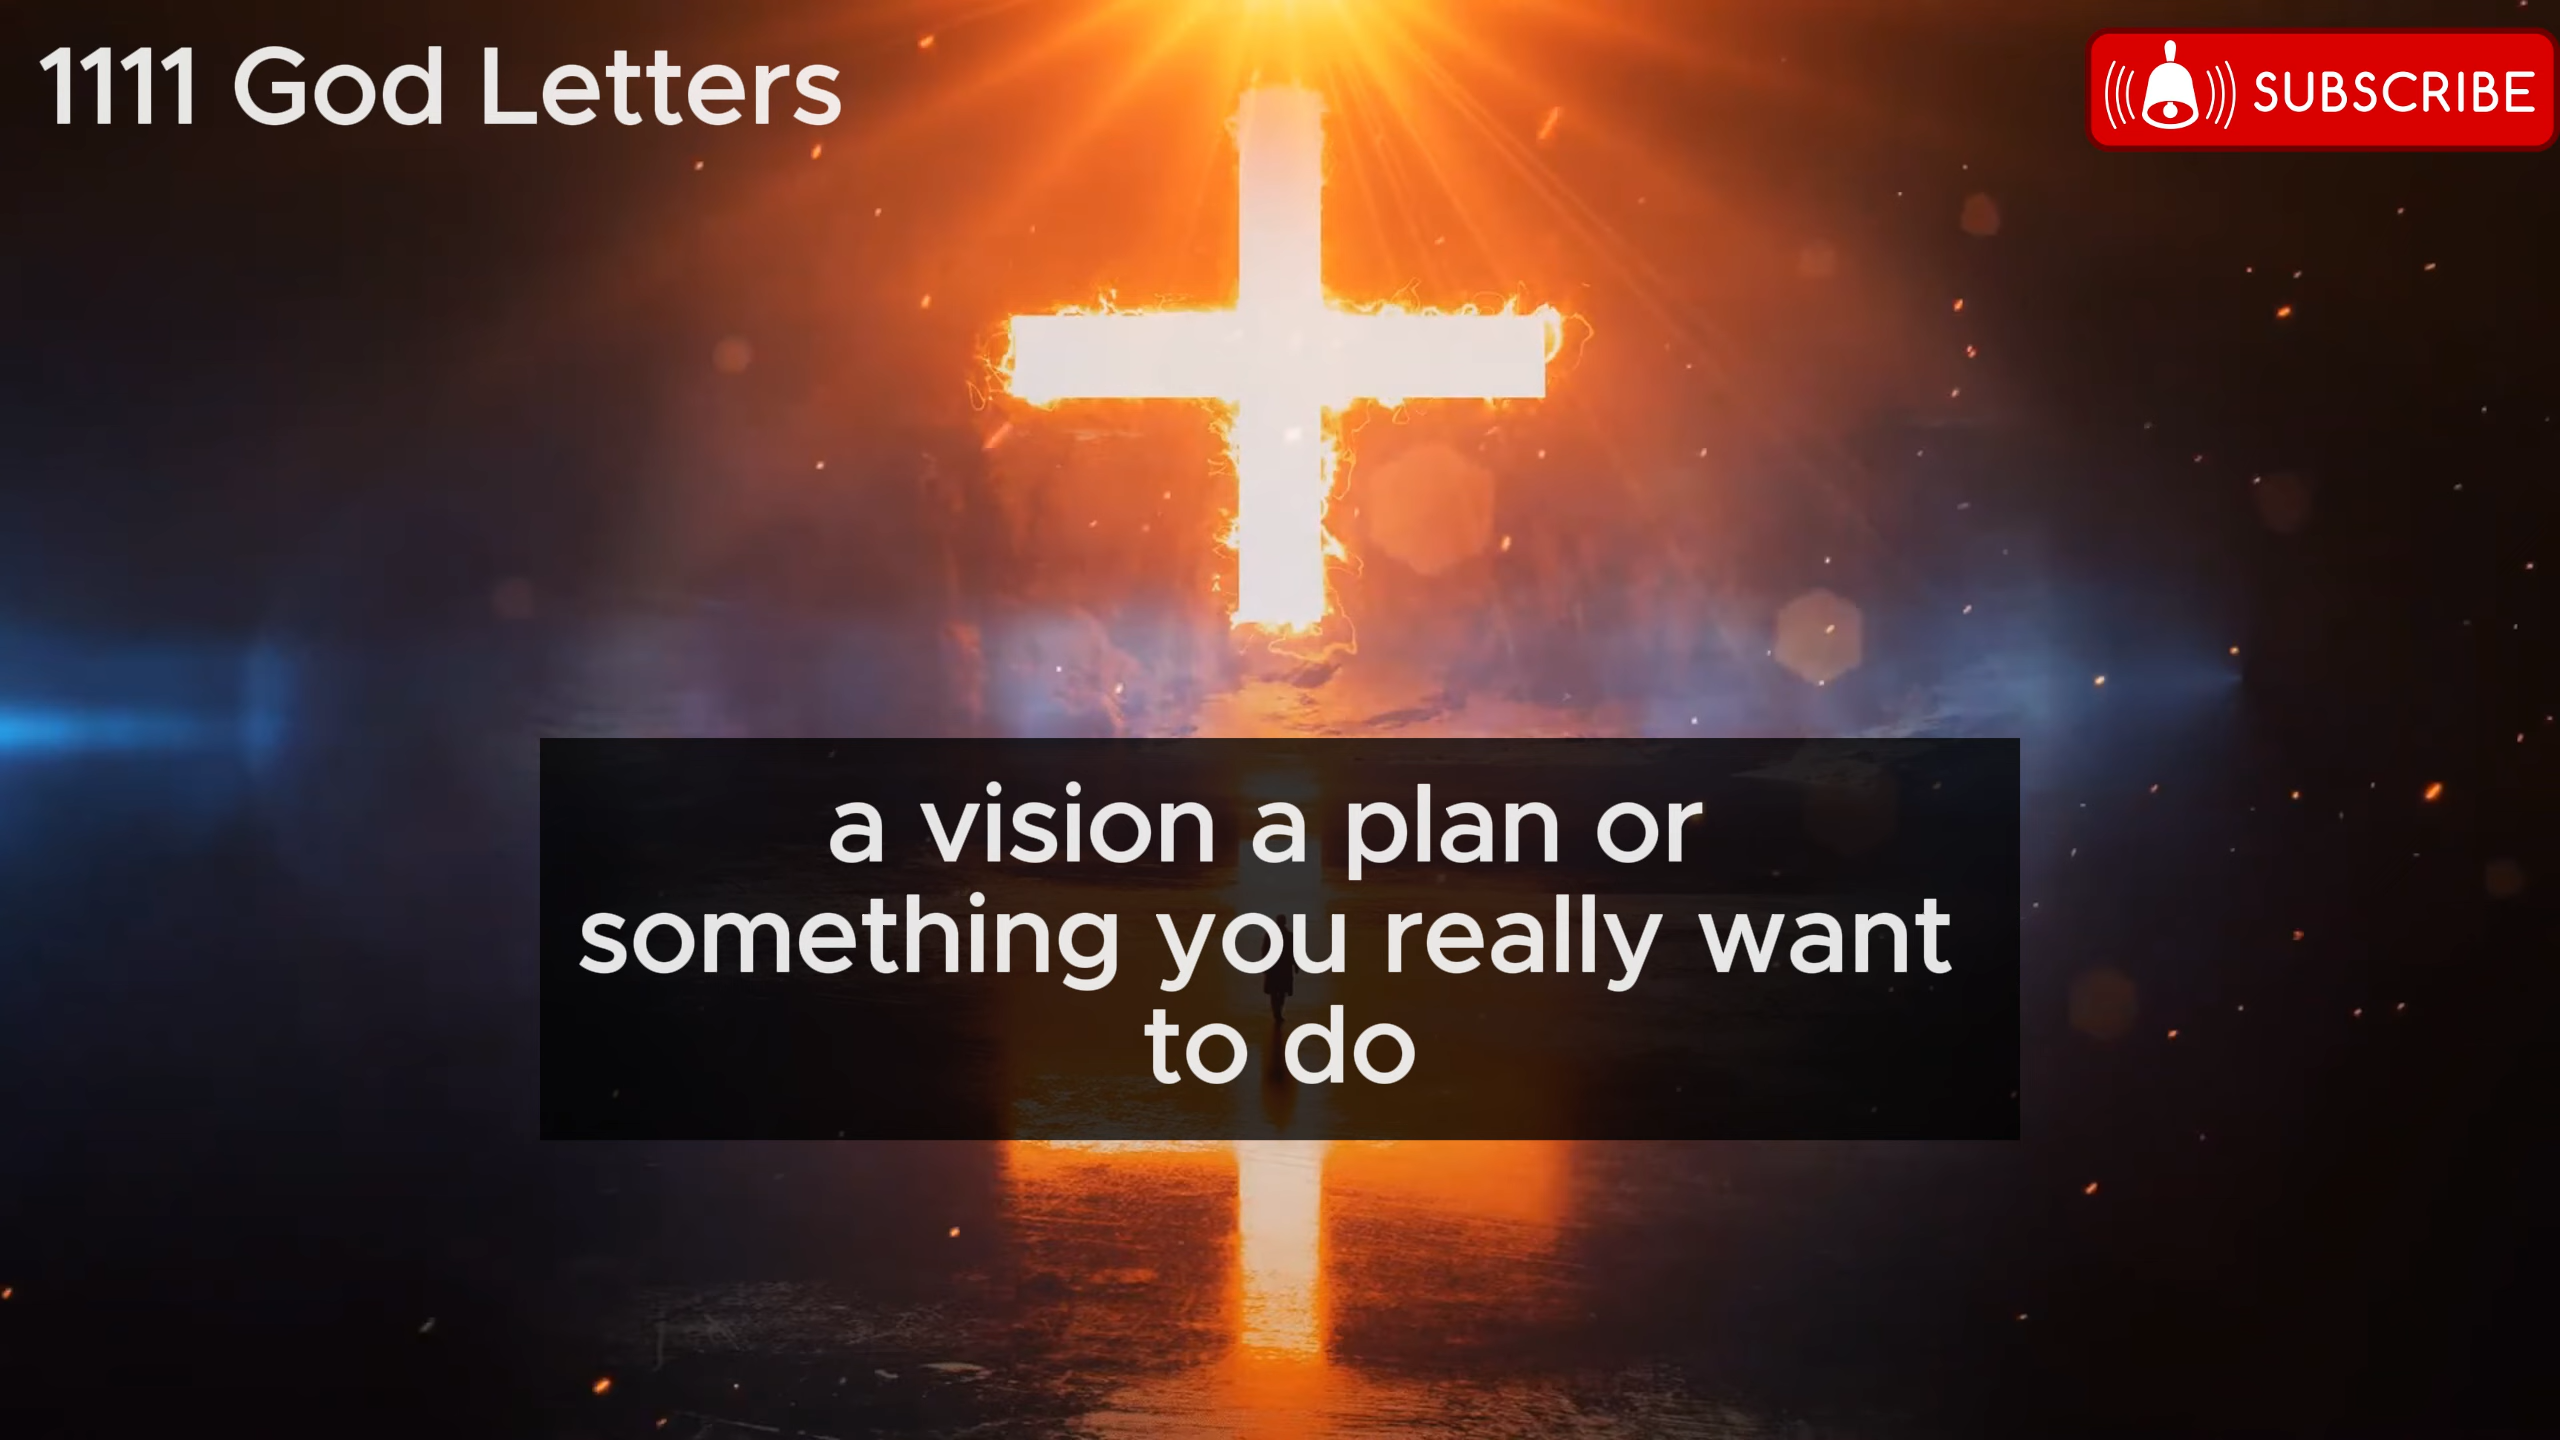 1111 God Letters
SUBSCRIBE
a vision a plan or
something you really want
to do